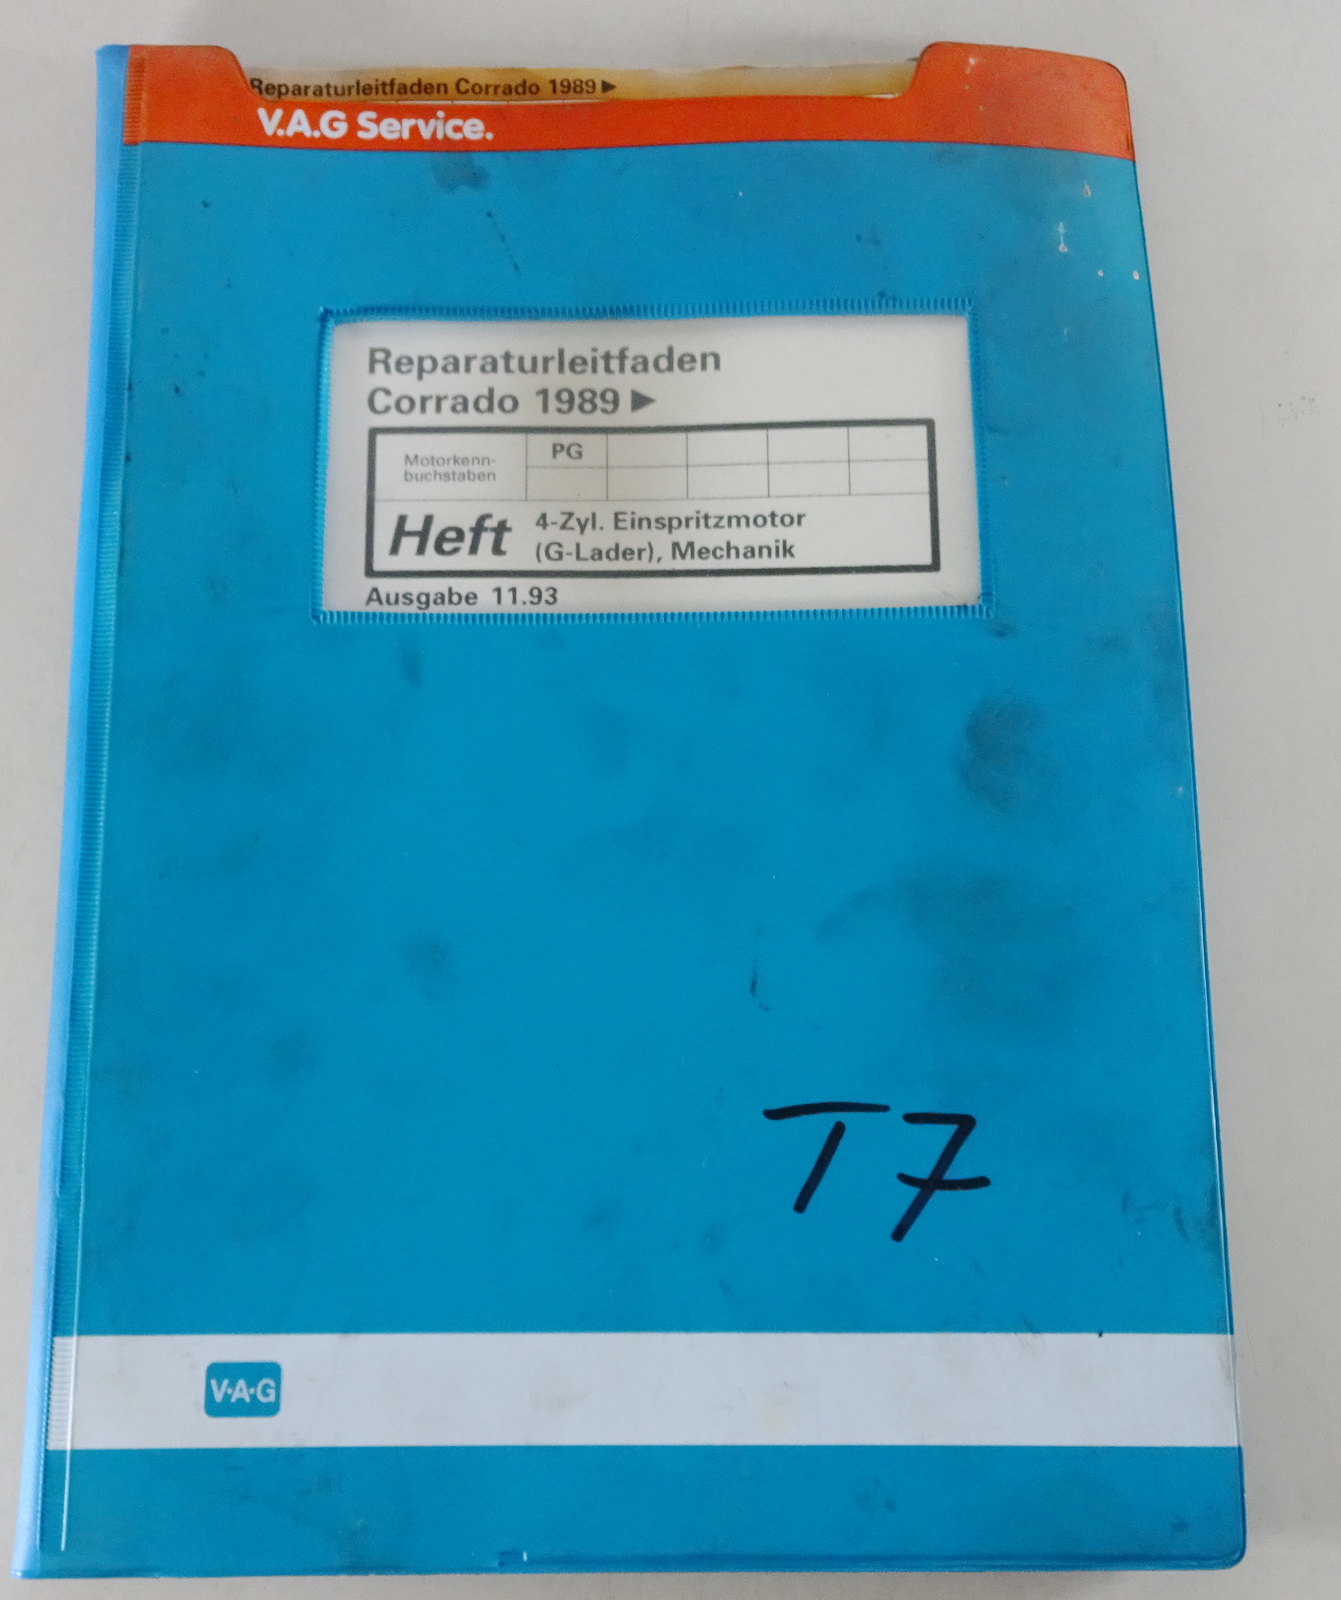 Reparaturleitfaden Corrado 1989 ▶
V.A.G Service.
Reparaturleitfaden
Corrado 1989 ▶
Motorkenn-
buchstaben
PG
Heft
4-Zyl. Einspritzmotor
(G-Lader), Mechanik
Ausgabe 11.93
T7
V·A·G